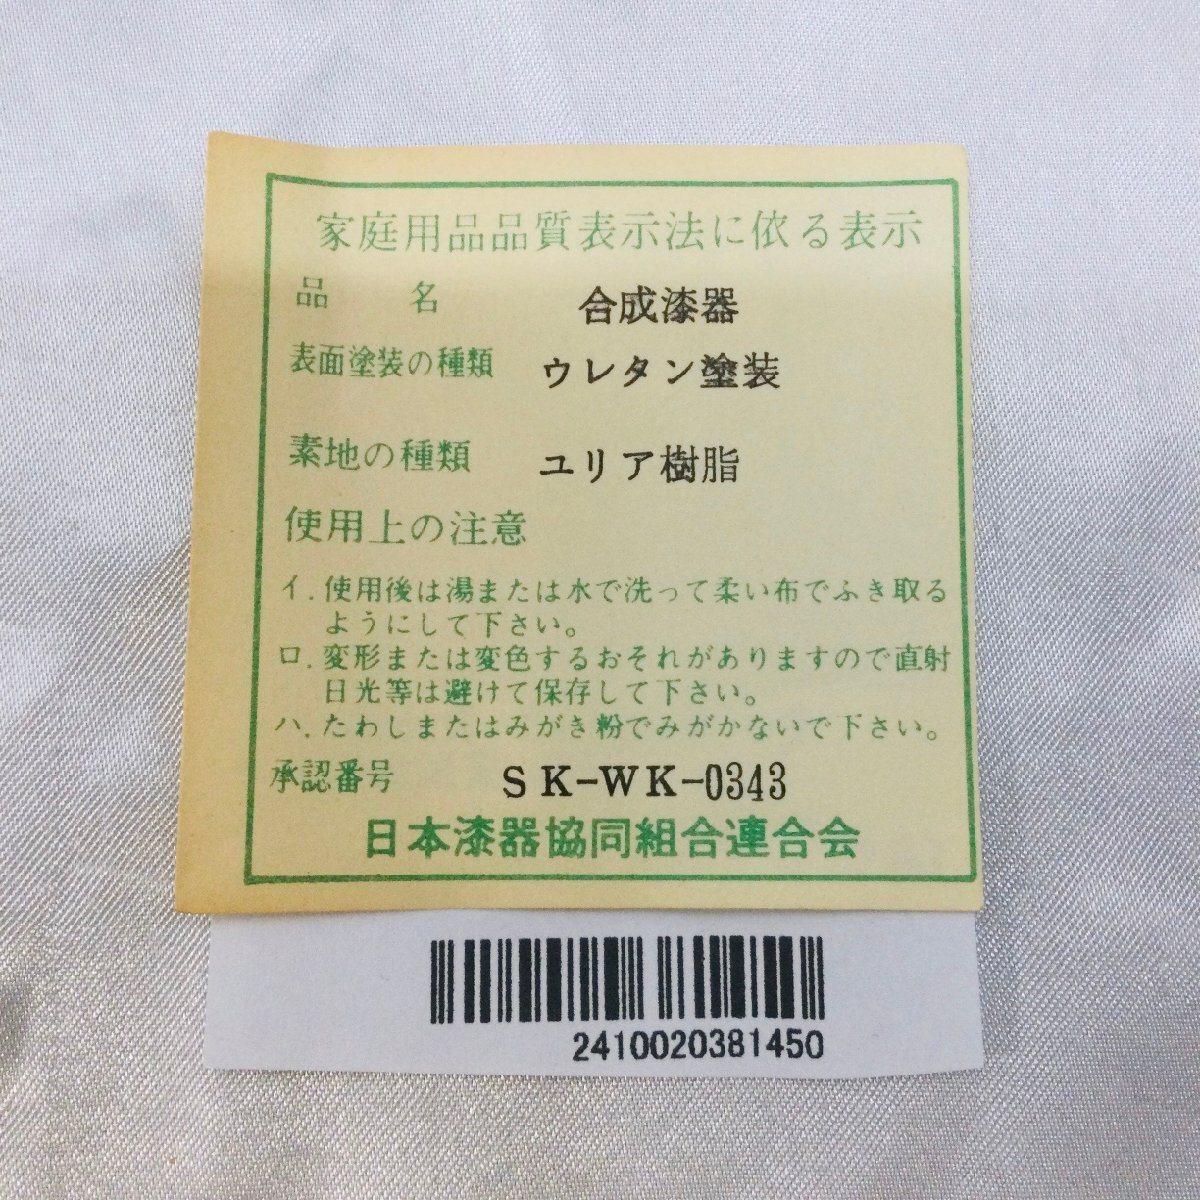 家庭用品品質表示法に依る表示
品名 合成漆器
表面塗装の種類 ウレタン塗装
素地の種類 ユリア樹脂
使用上の注意
イ.使用後は湯または水で洗って柔い布でふき取る
ようにして下さい。
ロ.変形または変色するおそれがありますので直射
日光等は避けて保存して下さい。
ハ.たわしまたはみがき粉でみがかないで下さい。
承認番号 SK-WK-0343
日本漆器協同組合連合会
2410020381450